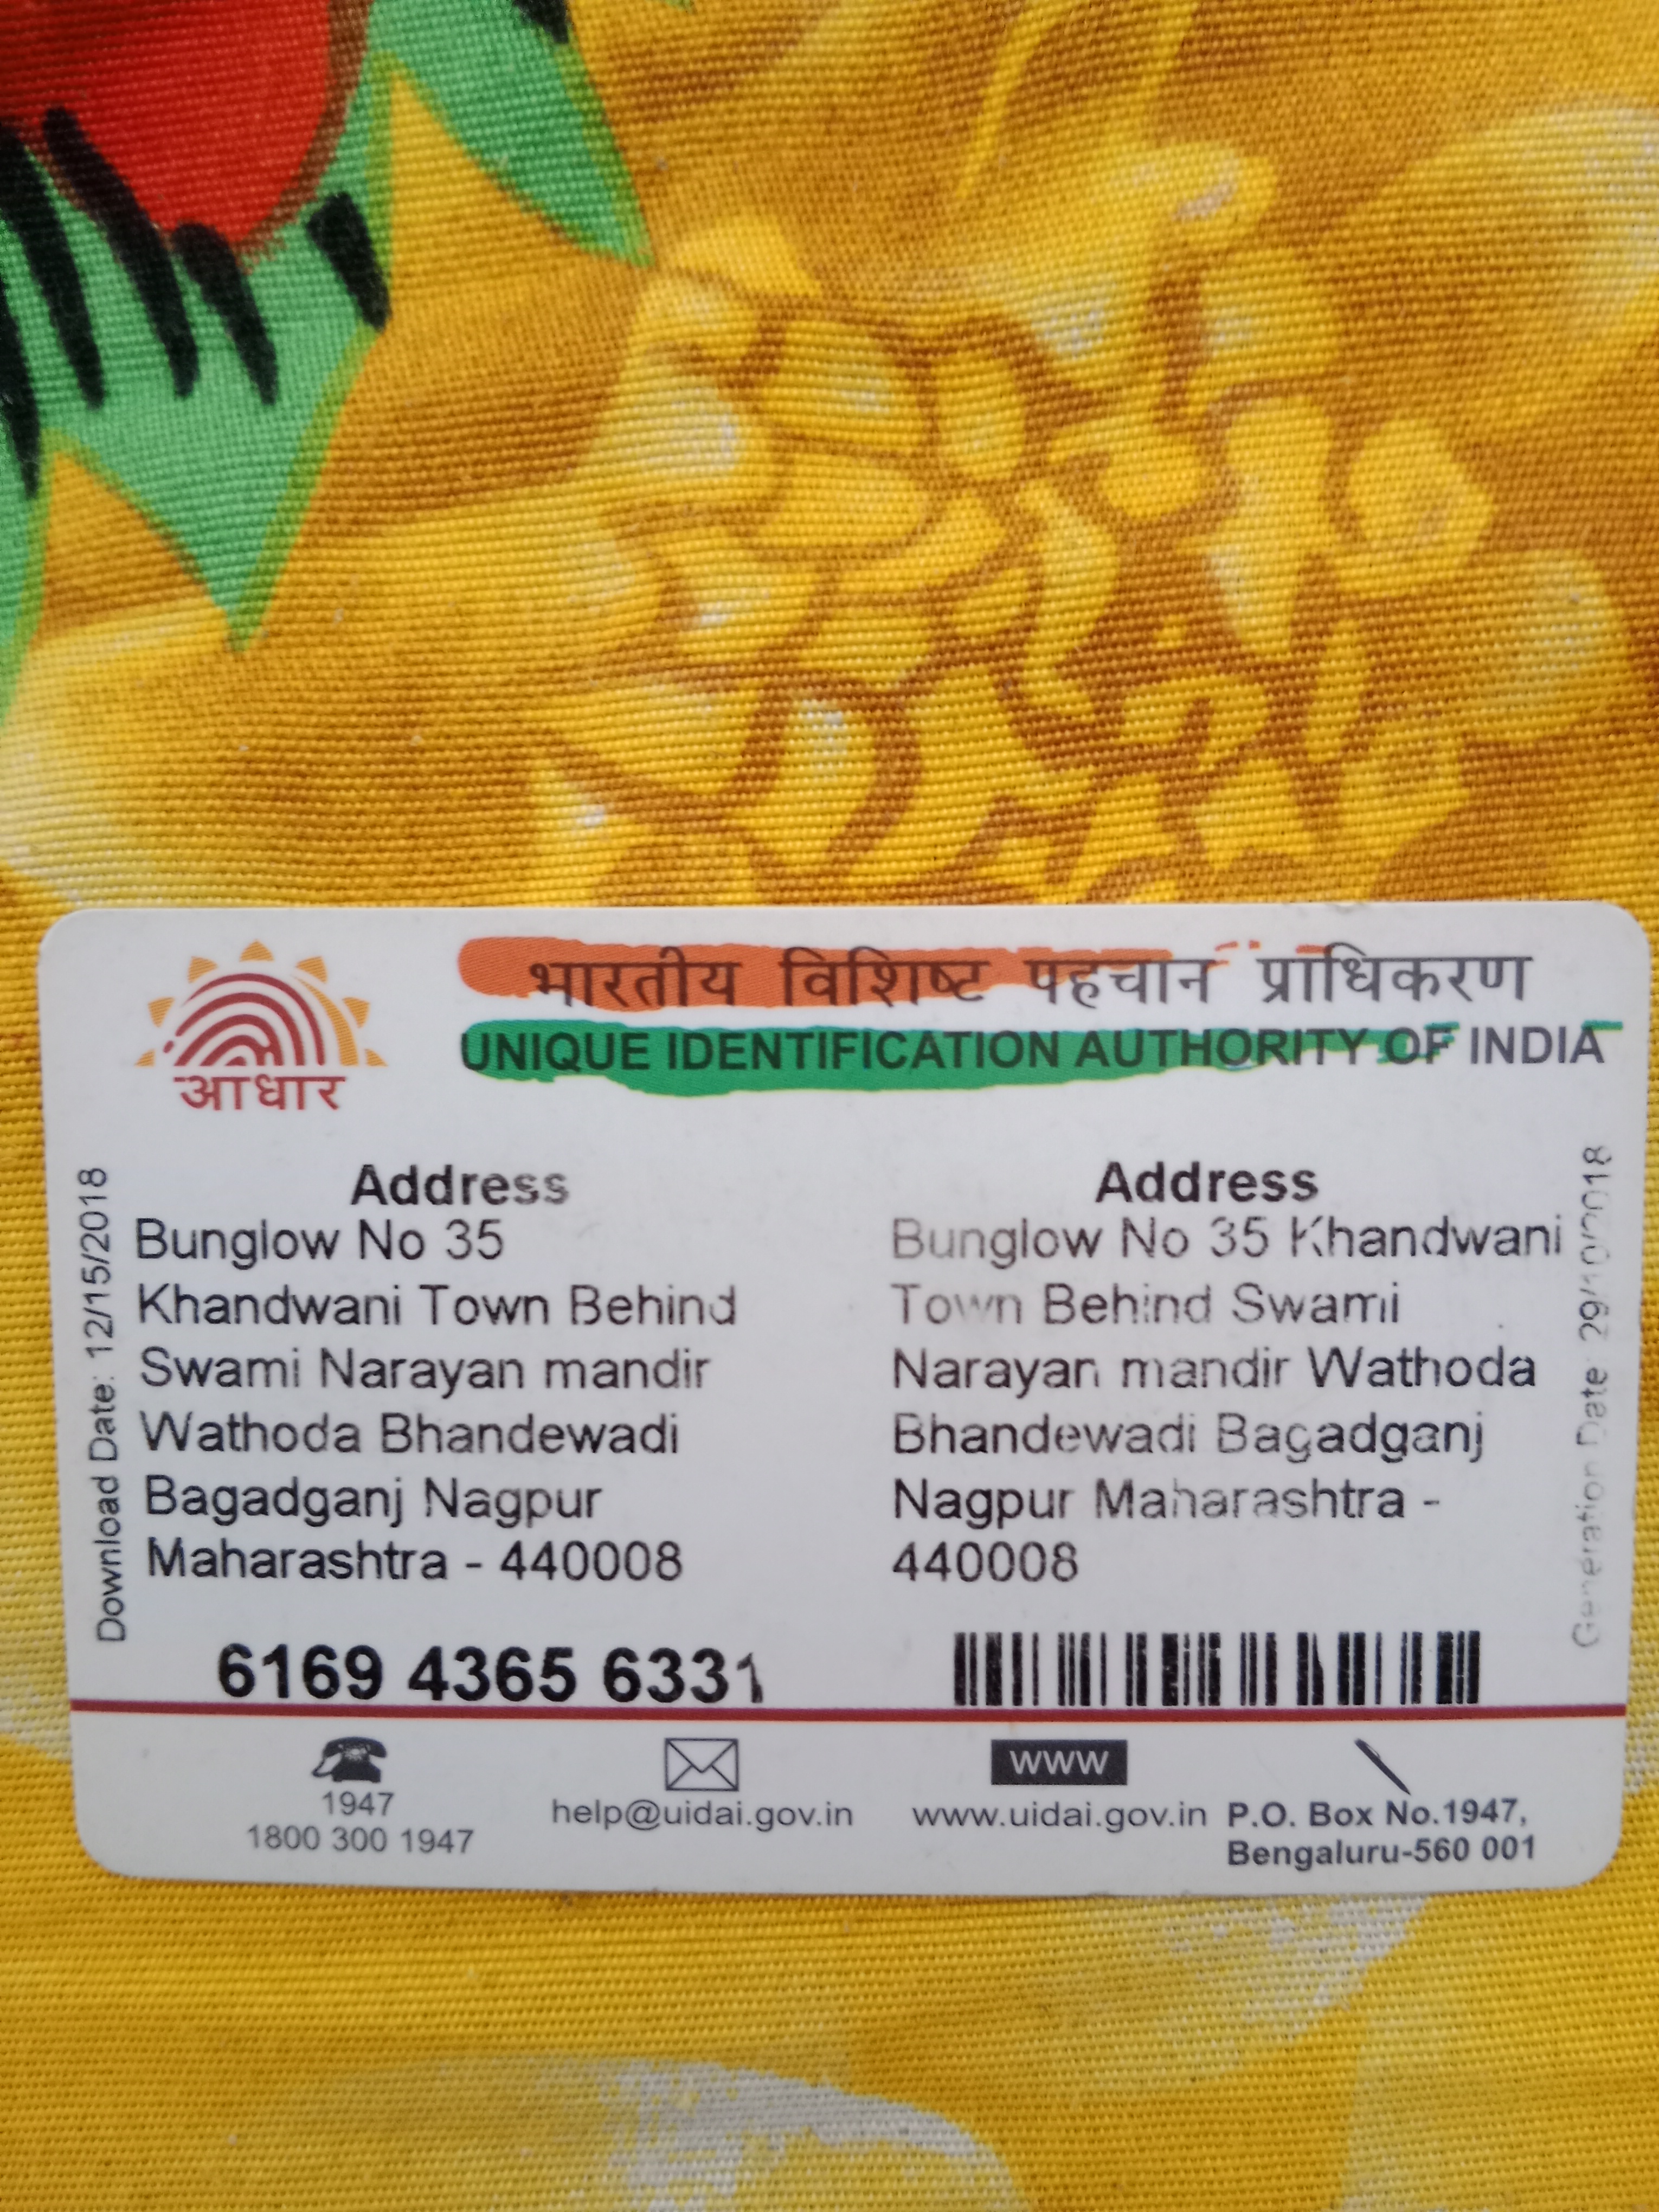 आधार
भारतीय विशिष्ट पहचान प्राधिकरण
UNIQUE IDENTIFICATION AUTHORITY OF INDIA
Download Date: 12/15/2018
Address
Bunglow No 35
Khandwani Town Behind
Swami Narayan mandir
Wathoda Bhandewadi
Bagadganj Nagpur
Maharashtra - 440008
Address
Bunglow No 35 Khandwani
Town Behind Swami
Narayan mandir Wathoda
Bhandewadi Bagadganj
Nagpur Maharashtra -
440008
Generation Date: 29/10/2018
6169 4365 6331
1947
1800 300 1947
help@uidai.gov.in
www
www.uidai.gov.in
P.O. Box No.1947,
Bengaluru-560 001